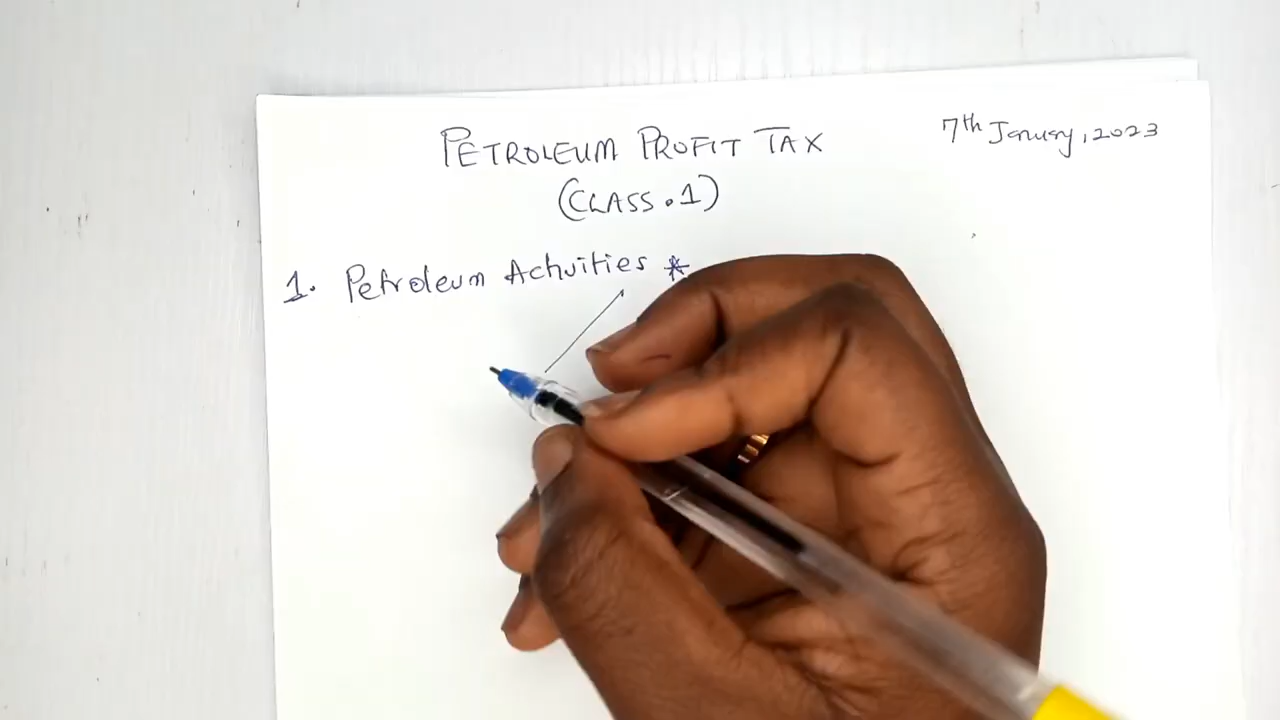 PETROLEUM PROFIT TAX
7th January, 2023
(CLASS.1)
1. Petroleum Activities *